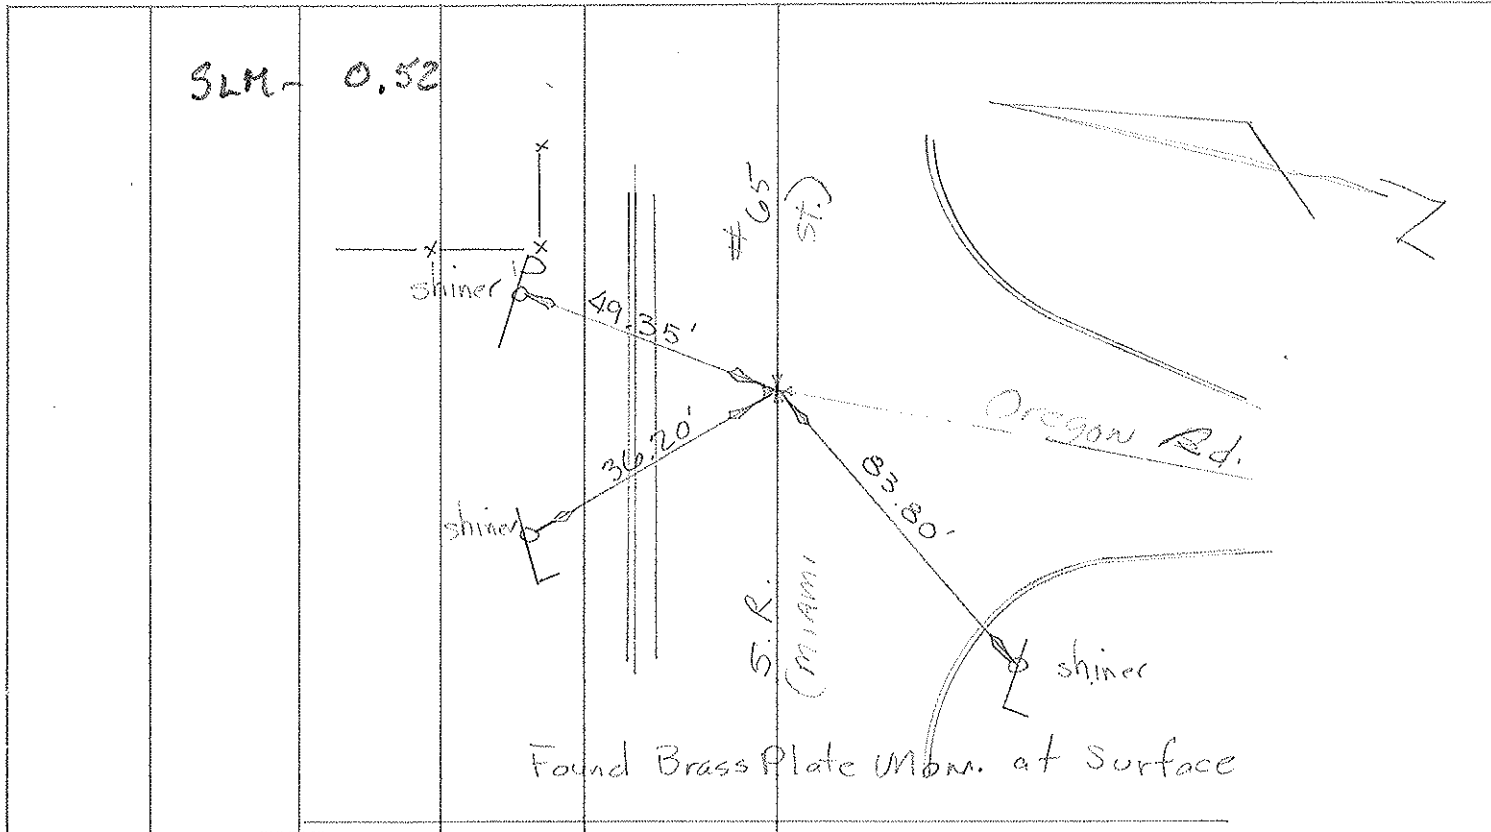 SLM- 0.52
S.R. #65
(MIAMI ST.)
shiner
49.35'
Oregon Rd.
36.20'
83.80'
shiner
shiner
Found Brass Plate Mbm. at Surface